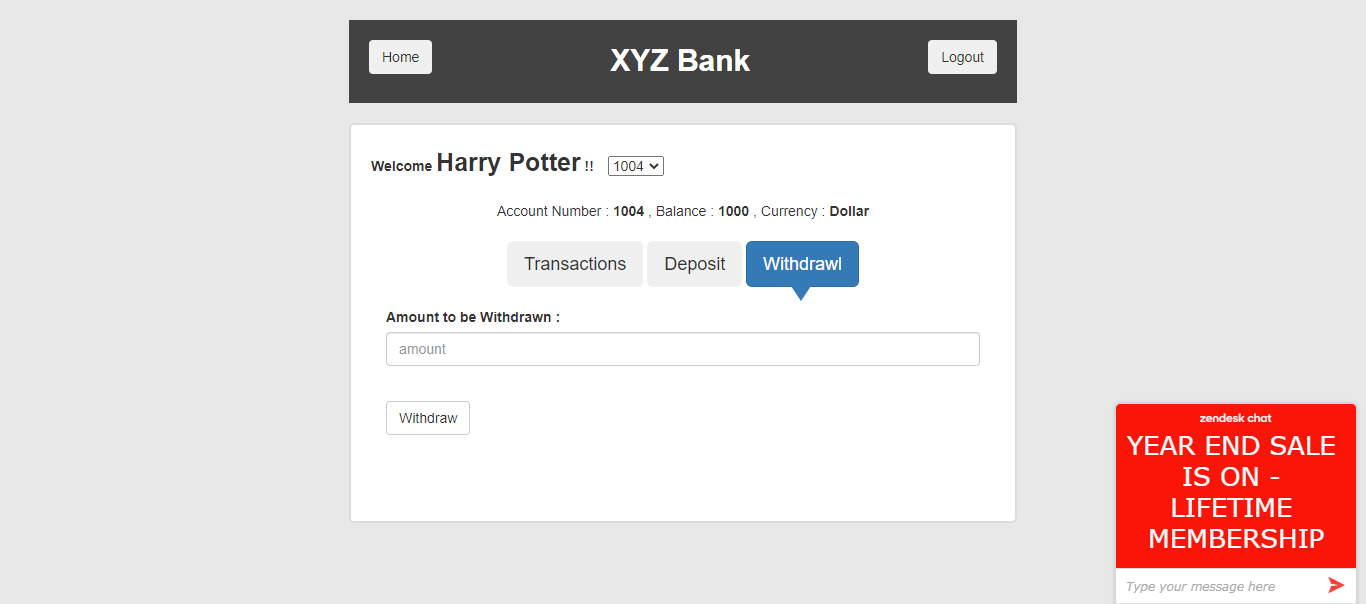 Home
XYZ Bank
Logout
Welcome Harry Potter !! 1004
Account Number : 1004 , Balance : 1000 , Currency : Dollar
Transactions Deposit Withdrawl
Amount to be Withdrawn :
amount
Withdraw
zendesk chat
YEAR END SALE
IS ON -
LIFETIME
MEMBERSHIP
Type your message here